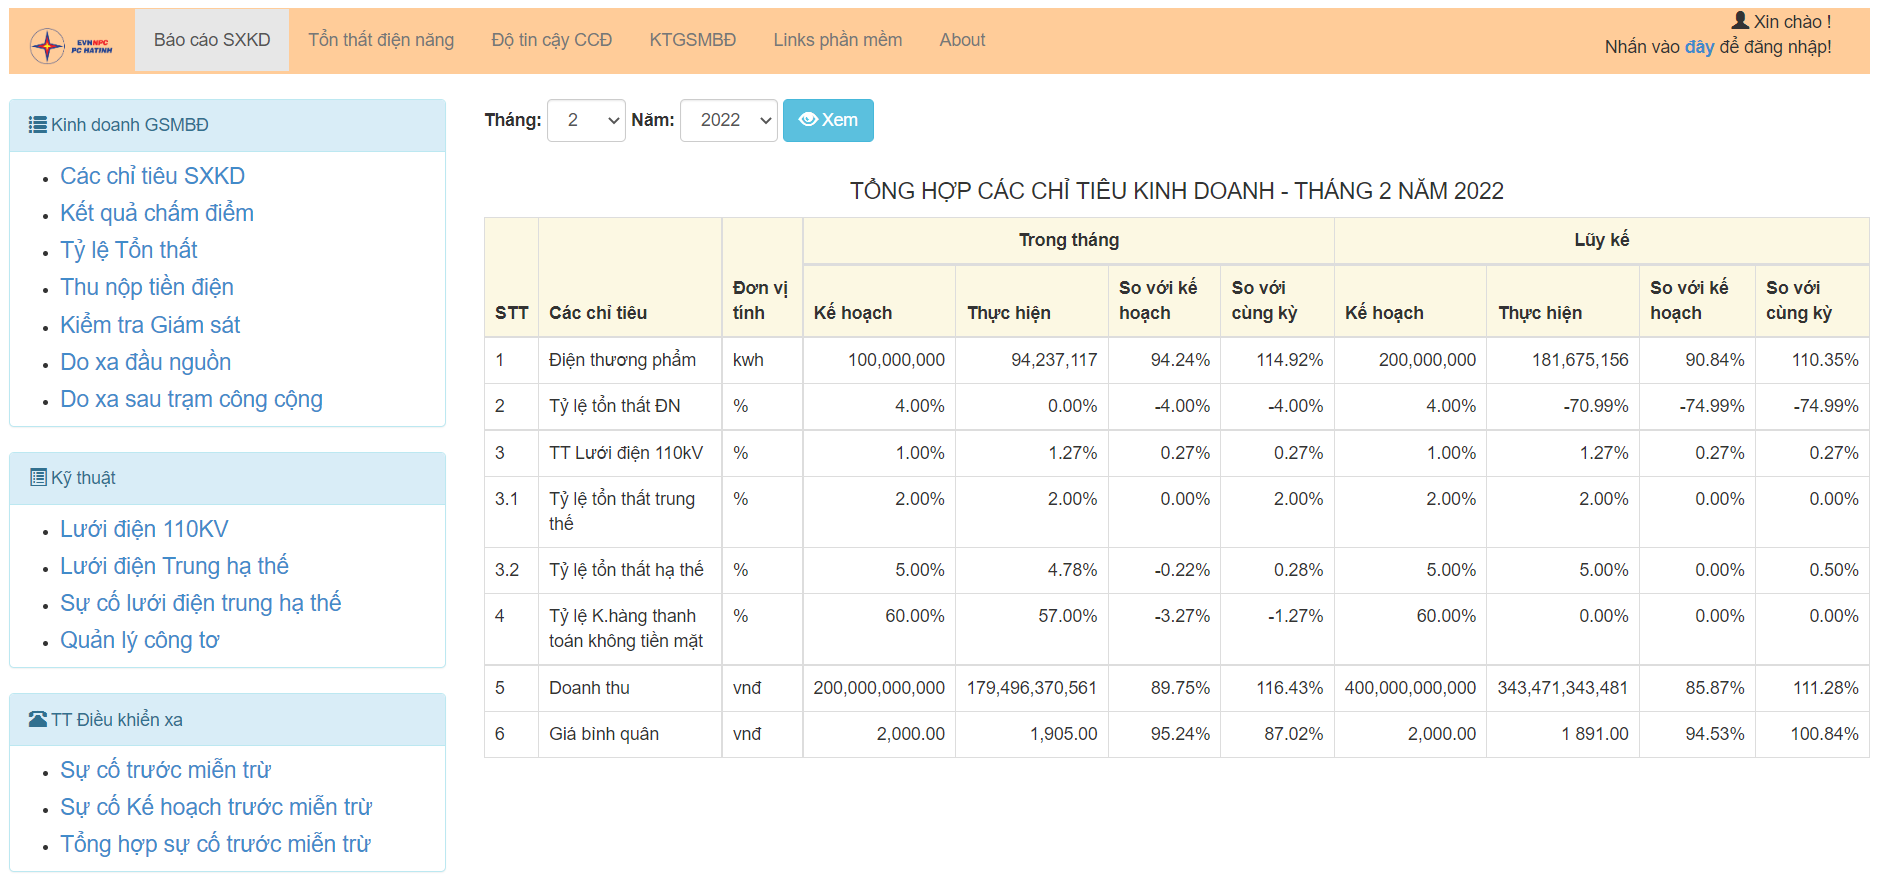 EVNNPC
PC HATINH
Báo cáo SXKD
Tổn thất điện năng
Độ tin cậy CCĐ
KTGSMBĐ
Links phần mềm
About
Xin chào !
Nhấn vào đây để đăng nhập!
Kinh doanh GSMBĐ
Các chỉ tiêu SXKD
Kết quả chấm điểm
Tỷ lệ Tổn thất
Thu nộp tiền điện
Kiểm tra Giám sát
Do xa đầu nguồn
Do xa sau trạm công cộng
Kỹ thuật
Lưới điện 110KV
Lưới điện Trung hạ thế
Sự cố lưới điện trung hạ thế
Quản lý công tơ
TT Điều khiển xa
Sự cố trước miễn trừ
Sự cố Kế hoạch trước miễn trừ
Tổng hợp sự cố trước miễn trừ
Tháng: 2 Năm: 2022 Xem
TỔNG HỢP CÁC CHỈ TIÊU KINH DOANH - THÁNG 2 NĂM 2022
Trong tháng Lũy kế
STT Các chỉ tiêu Đơn vị tính Kế hoạch Thực hiện So với kế hoạch So với cùng kỳ Kế hoạch Thực hiện So với kế hoạch So với cùng kỳ
1 Điện thương phẩm kwh 100,000,000 94,237,117 94.24% 114.92% 200,000,000 181,675,156 90.84% 110.35%
2 Tỷ lệ tổn thất ĐN % 4.00% 0.00% -4.00% -4.00% 4.00% -70.99% -74.99% -74.99%
3 TT Lưới điện 110kV % 1.00% 1.27% 0.27% 0.27% 1.00% 1.27% 0.27% 0.27%
3.1 Tỷ lệ tổn thất trung thế % 2.00% 2.00% 0.00% 2.00% 2.00% 2.00% 0.00% 0.00%
3.2 Tỷ lệ tổn thất hạ thế % 5.00% 4.78% -0.22% 0.28% 5.00% 5.00% 0.00% 0.50%
4 Tỷ lệ K.hàng thanh toán không tiền mặt % 60.00% 57.00% -3.27% -1.27% 60.00% 0.00% 0.00% 0.00%
5 Doanh thu vnđ 200,000,000,000 179,496,370,561 89.75% 116.43% 400,000,000,000 343,471,343,481 85.87% 111.28%
6 Giá bình quân vnđ 2,000.00 1,905.00 95.24% 87.02% 2,000.00 1 891.00 94.53% 100.84%